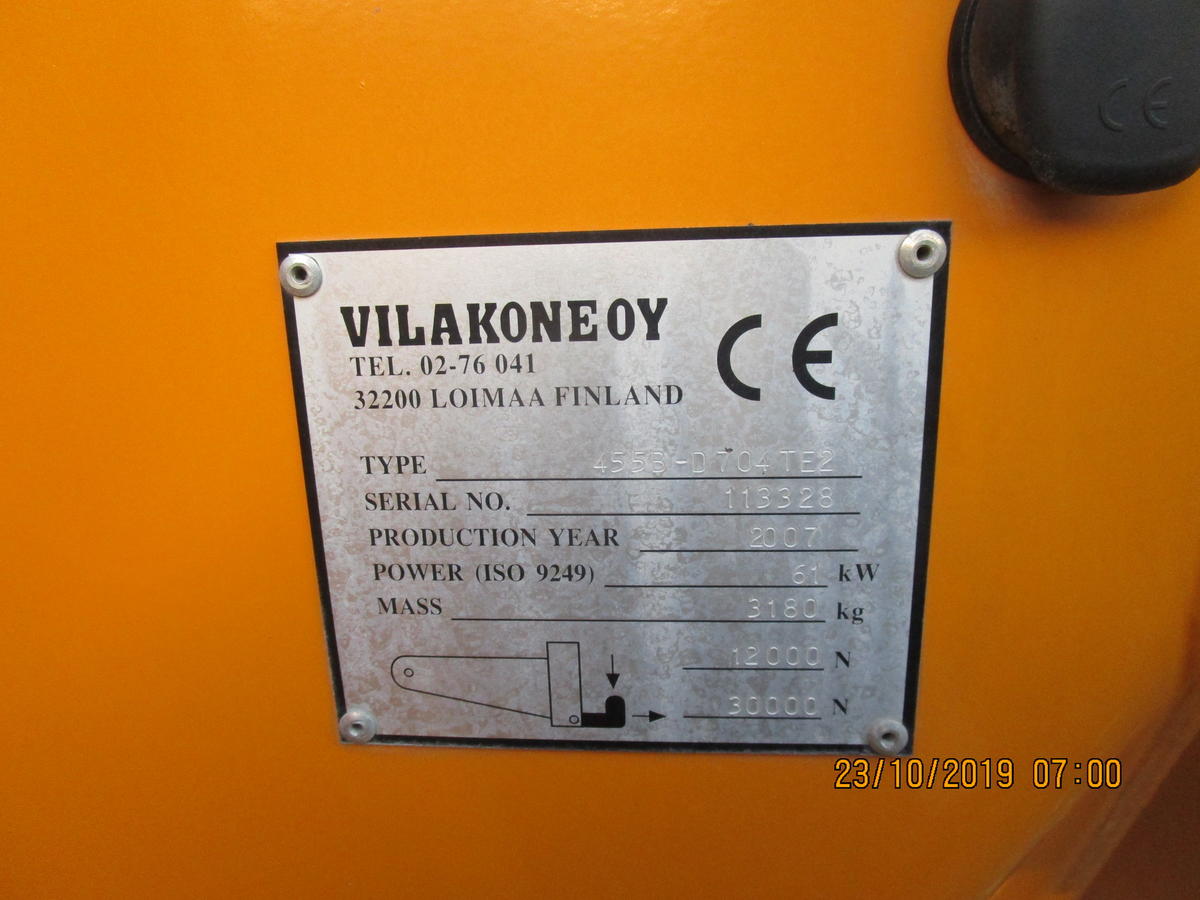 CE
VILAKONE OY
TEL. 02-76 041
32200 LOIMAA FINLAND
CE
TYPE 455B-D704TE2
SERIAL NO. 113328
PRODUCTION YEAR 2007
POWER (ISO 9249) 61 kW
MASS 3180 kg
12000 N
30000 N
23/10/2019 07:00